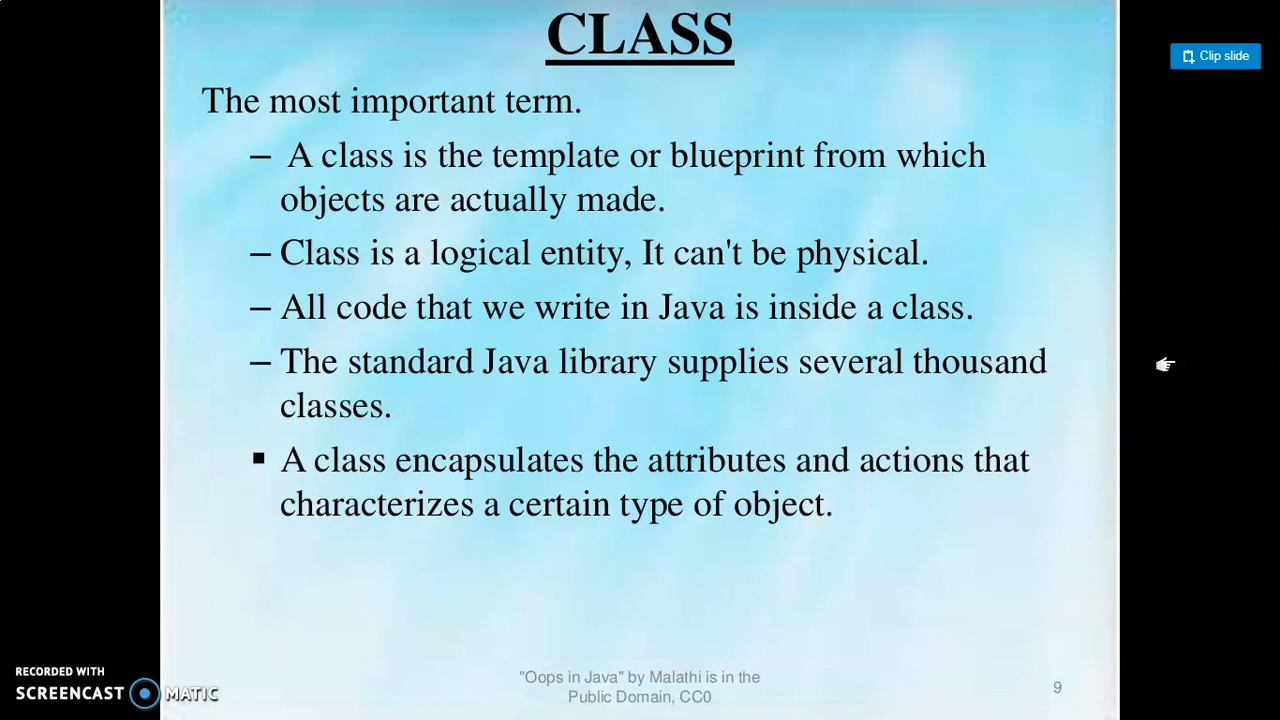 CLASS
Clip slide
The most important term.
– A class is the template or blueprint from which
objects are actually made.
– Class is a logical entity, It can't be physical.
– All code that we write in Java is inside a class.
– The standard Java library supplies several thousand
classes.
▪ A class encapsulates the attributes and actions that
characterizes a certain type of object.
RECORDED WITH
SCREENCAST MATIC
"Oops in Java" by Malathi is in the
Public Domain, CC0
9